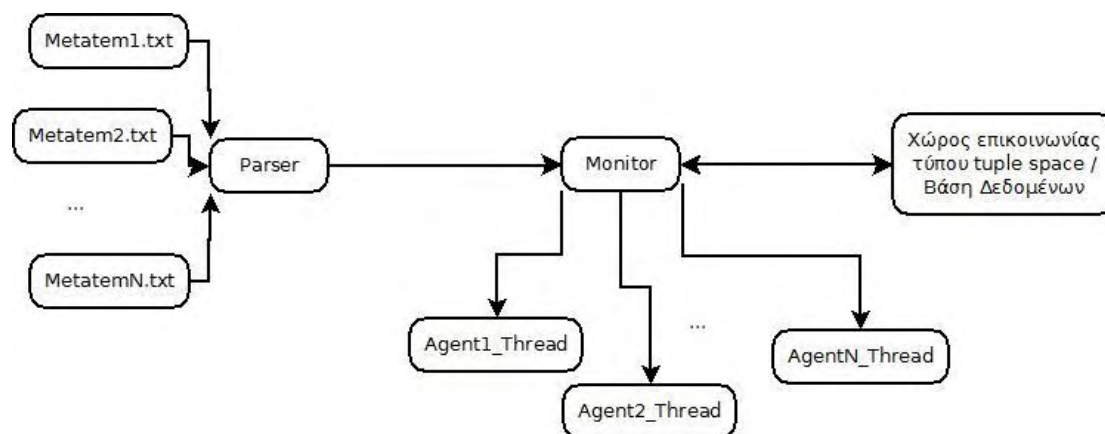 Metatem1.txt
Metatem2.txt
...
MetatemN.txt
Parser
Monitor
Χώρος επικοινωνίας
τύπου tuple space /
Βάση Δεδομένων
Agent1_Thread
Agent2_Thread
...
AgentN_Thread